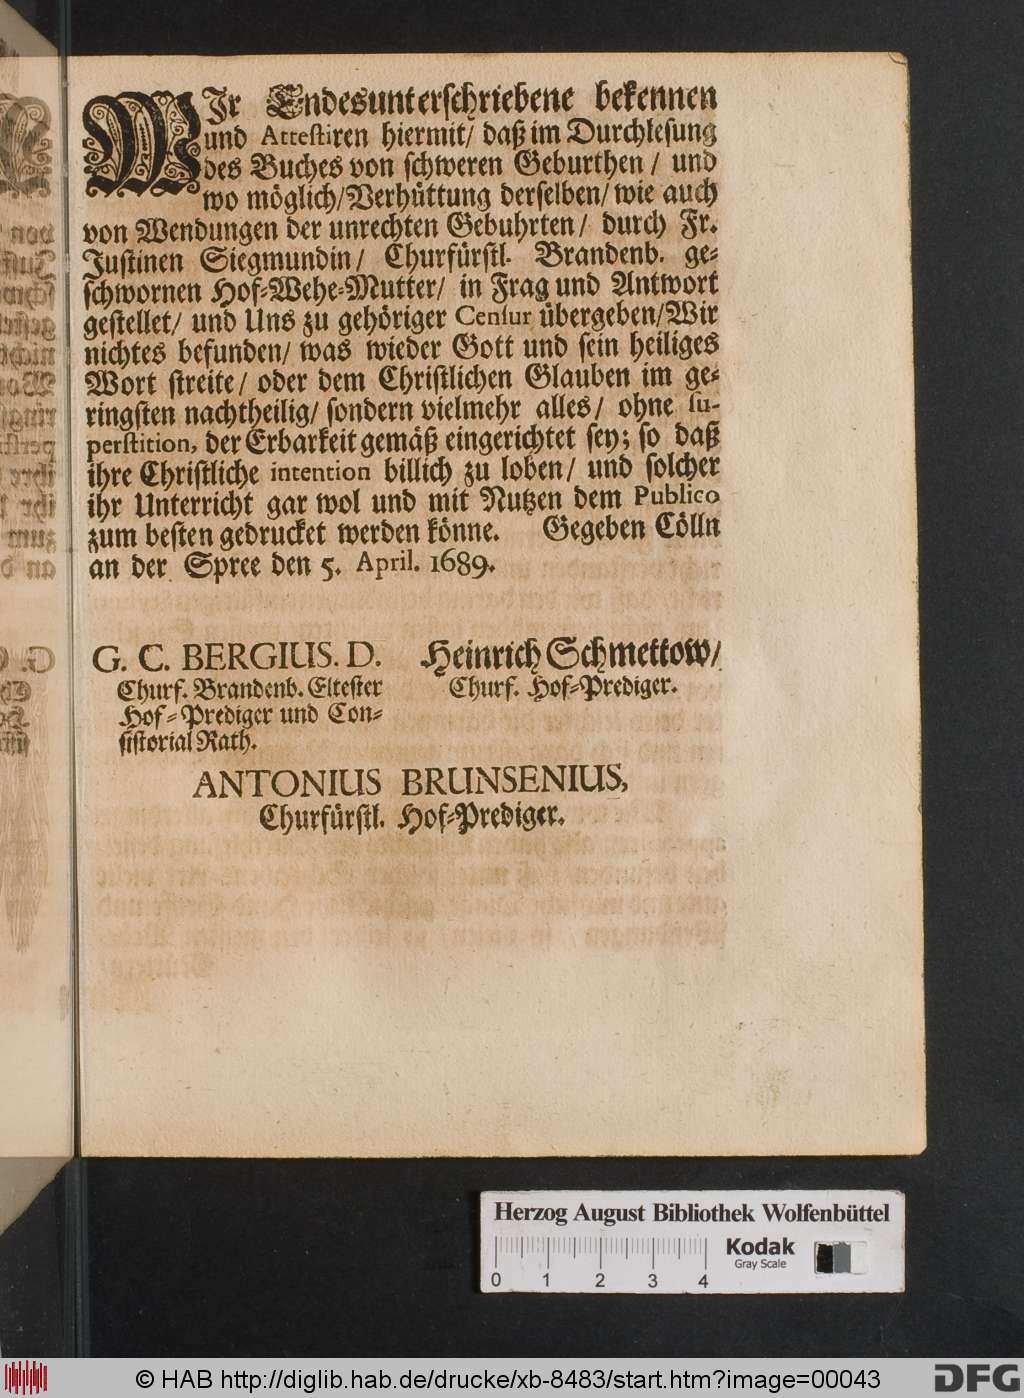 WIr Endesunterschriebene bekennen
und Attestiren hiermit/ daß im Durchlesung
des Buches von schweren Geburthen/ und
wo möglich/Verhüttung derselben/ wie auch
von Wendungen der unrechten Gebuhrten/ durch Fr.
Justinen Siegmundin/ Churfürstl. Brandenb. ge-
schwornen Hof-Wehe-Mutter/ in Frag und Antwort
gestellet/ und Uns zu gehöriger Censur übergeben/Wir
nichtes befunden/ was wieder Gott und sein heiliges
Wort streite/ oder dem Christlichen Glauben im ge-
ringsten nachtheilig/ sondern vielmehr alles/ ohne su-
perstition, der Erbarkeit gemäß eingerichtet sey; so daß
ihre Christliche intention billich zu loben/ und solcher
ihr Unterricht gar wol und mit Nutzen dem Publico
zum besten gedrucket werden könne. Gegeben Cölln
an der Spree den 5. April. 1689.
G. C. BERGIUS. D.
Churf. Brandenb. Eltester
Hof-Prediger und Con-
sistorial Rath.
Heinrich Schmettow/
Churf. Hof-Prediger.
ANTONIUS BRUNSENIUS,
Churfürstl. Hof-Prediger.
Herzog August Bibliothek Wolfenbüttel
0 1 2 3 4
Kodak
Gray Scale
© HAB http://diglib.hab.de/drucke/xb-8483/start.htm?image=00043
DFG